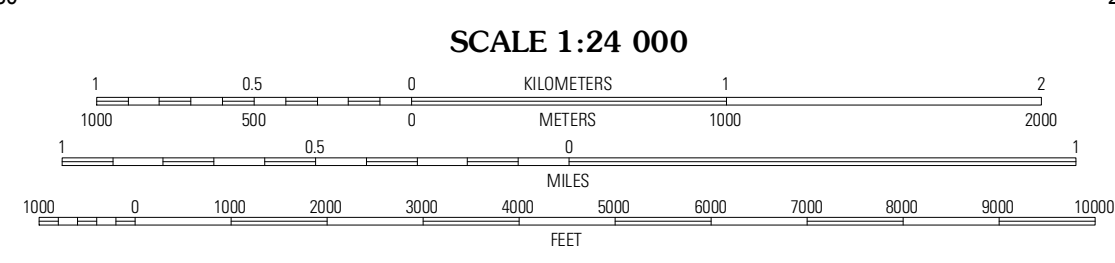 SCALE 1:24 000
1 0.5 0 KILOMETERS 1 2
1000 500 0 METERS 1000 2000
1 0.5 0 1
MILES
1000 0 1000 2000 3000 4000 5000 6000 7000 8000 9000 10000
FEET